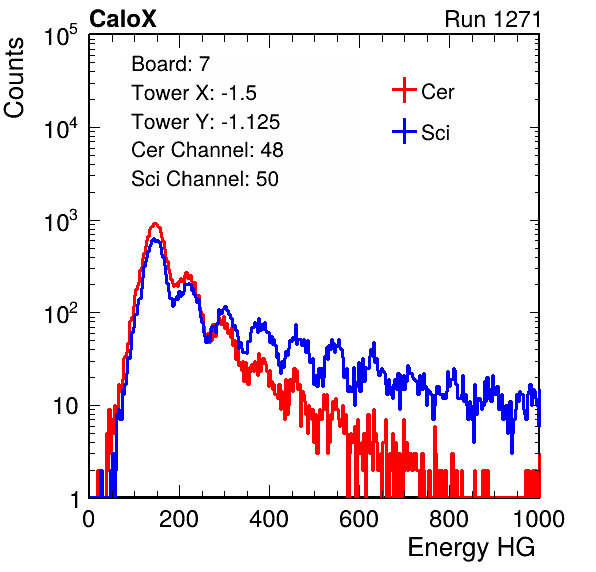 CaloX Run 1271
Counts
Board: 7
Tower X: -1.5
Tower Y: -1.125
Cer Channel: 48
Sci Channel: 50
Cer
Sci
10^5
10^4
10^3
10^2
10
1
0 200 400 600 800 1000
Energy HG